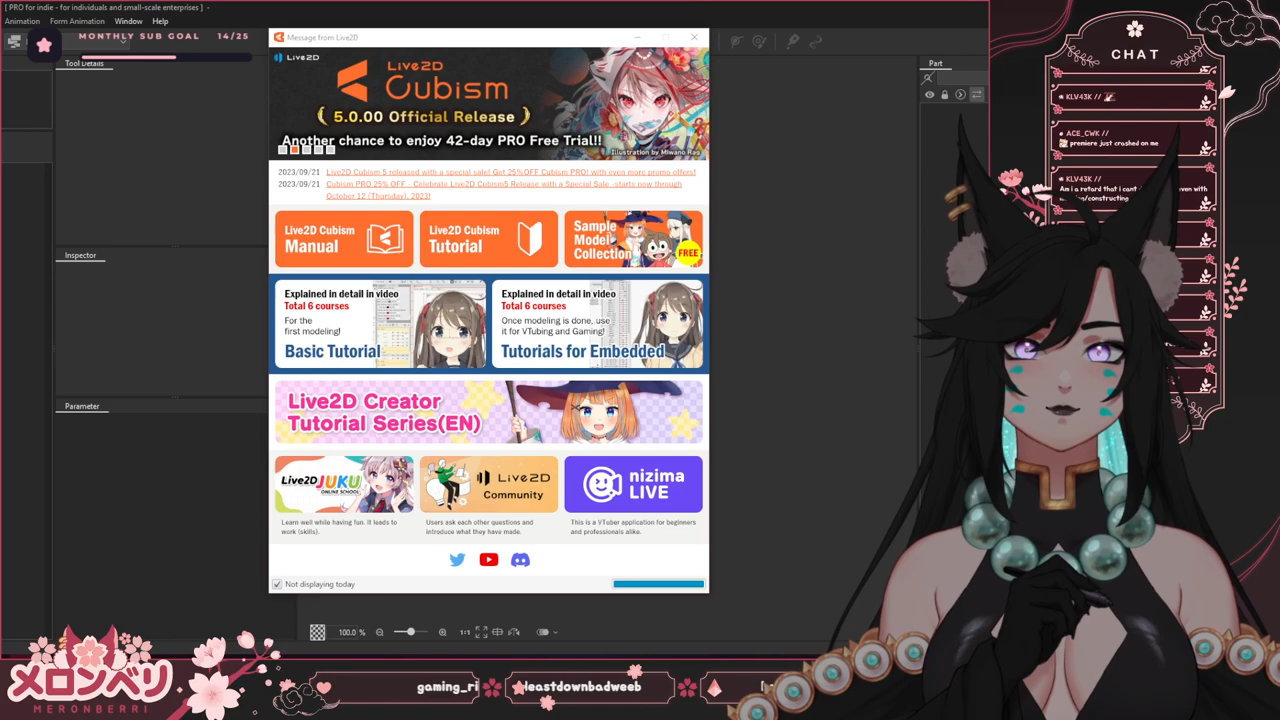 [ PRO for indie - for individuals and small-scale enterprises ] -
Animation Form Animation Window Help
MONTHLY SUB GOAL 14/25
Tool Details
Inspector
Parameter
Message from Live2D
Live2D
Live2D
Cubism
5.0.00 Official Release
Another chance to enjoy 42-day PRO Free Trial!!
Illustration by Miwano Rag
2023/09/21 Live2D Cubism 5 released with a special sale! Get 25%OFF Cubism PRO! with even more promo offers!
2023/09/21 Cubism PRO 25% OFF - Celebrate Live2D Cubism5 Release with a Special Sale -starts now through
October 12 (Thursday), 2023!
Live2D Cubism
Manual
Live2D Cubism
Tutorial
Sample
Model
Collection
FREE
Explained in detail in video
Total 6 courses
For the
first modeling!
Basic Tutorial
Explained in detail in video
Total 6 courses
Once modeling is done, use
it for VTubing and Gaming!
Tutorials for Embedded
Live2D Creator
Tutorial Series(EN)
Live2D JUKU
ONLINE SCHOOL
Learn well while having fun. It leads to
work (skills).
Live2D
Community
Users ask each other questions and
introduce what they have made.
nizima
LIVE
This is a VTuber application for beginners
and professionals alike.
Not displaying today
100.0 %
1:1
Part
CHAT
KLV43K //
ACE_CWK //
premiere just crashed on me
KLV43K //
メロンベリ
MERONBERRI
gaming_ri
leastdownbadweeb